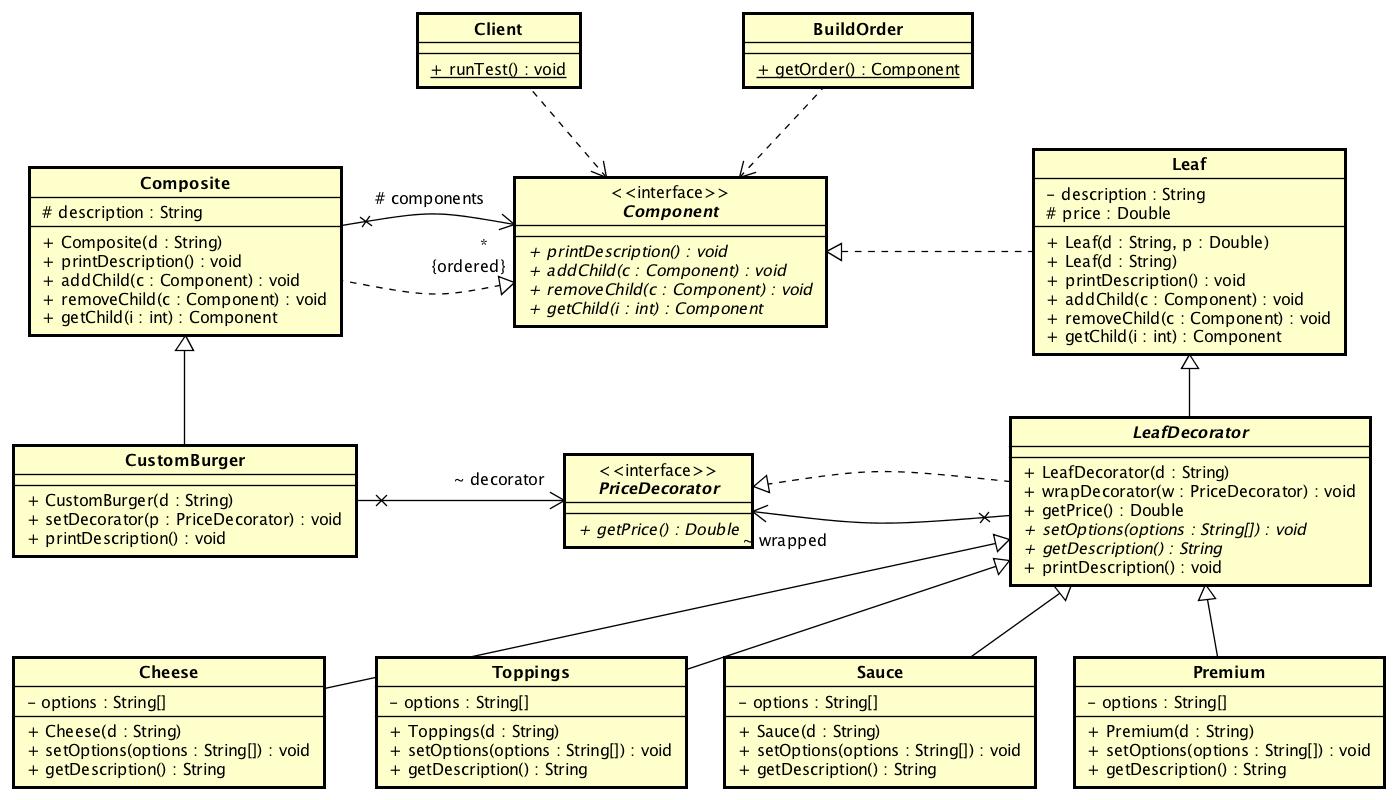 Client
+ runTest() : void
BuildOrder
+ getOrder() : Component
Composite
# description : String
+ Composite(d : String)
+ printDescription() : void
+ addChild(c : Component) : void
+ removeChild(c : Component) : void
+ getChild(i : int) : Component
# components
*
{ordered}
<<interface>>
Component
+ printDescription() : void
+ addChild(c : Component) : void
+ removeChild(c : Component) : void
+ getChild(i : int) : Component
Leaf
- description : String
# price : Double
+ Leaf(d : String, p : Double)
+ Leaf(d : String)
+ printDescription() : void
+ addChild(c : Component) : void
+ removeChild(c : Component) : void
+ getChild(i : int) : Component
CustomBurger
+ CustomBurger(d : String)
+ setDecorator(p : PriceDecorator) : void
+ printDescription() : void
~ decorator
<<interface>>
PriceDecorator
+ getPrice() : Double
~ wrapped
LeafDecorator
+ LeafDecorator(d : String)
+ wrapDecorator(w : PriceDecorator) : void
+ getPrice() : Double
+ setOptions(options : String[]) : void
+ getDescription() : String
+ printDescription() : void
Cheese
- options : String[]
+ Cheese(d : String)
+ setOptions(options : String[]) : void
+ getDescription() : String
Toppings
- options : String[]
+ Toppings(d : String)
+ setOptions(options : String[]) : void
+ getDescription() : String
Sauce
- options : String[]
+ Sauce(d : String)
+ setOptions(options : String[]) : void
+ getDescription() : String
Premium
- options : String[]
+ Premium(d : String)
+ setOptions(options : String[]) : void
+ getDescription() : String